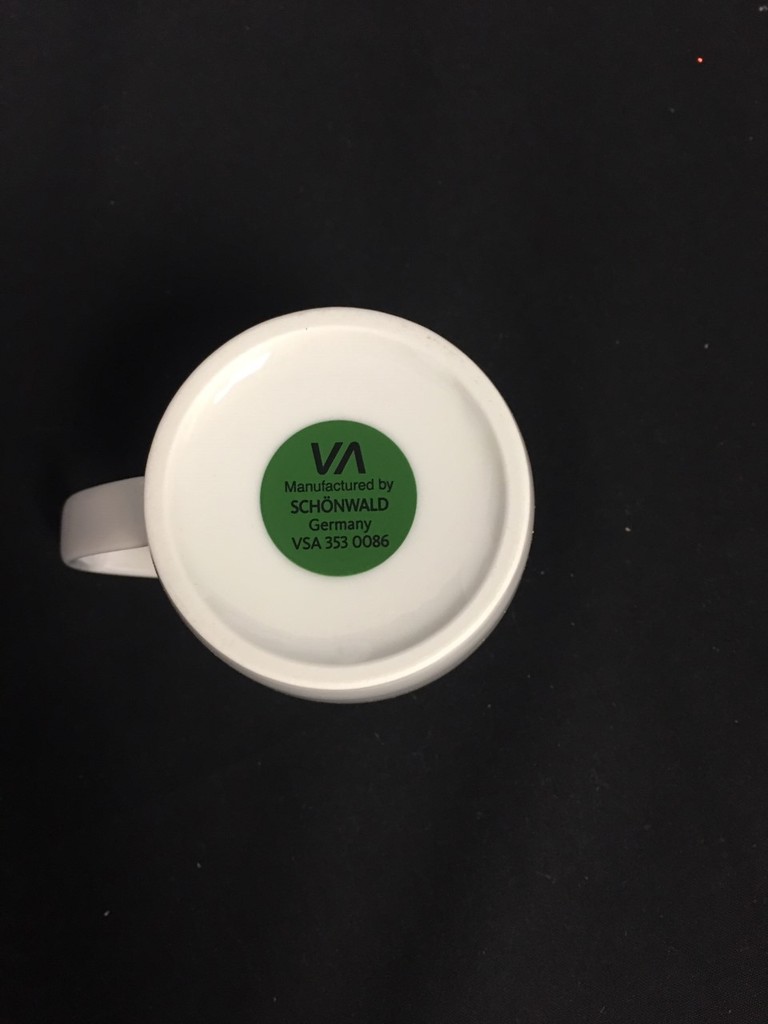 VA
Manufactured by
SCHÖNWALD
Germany
VSA 353 0086